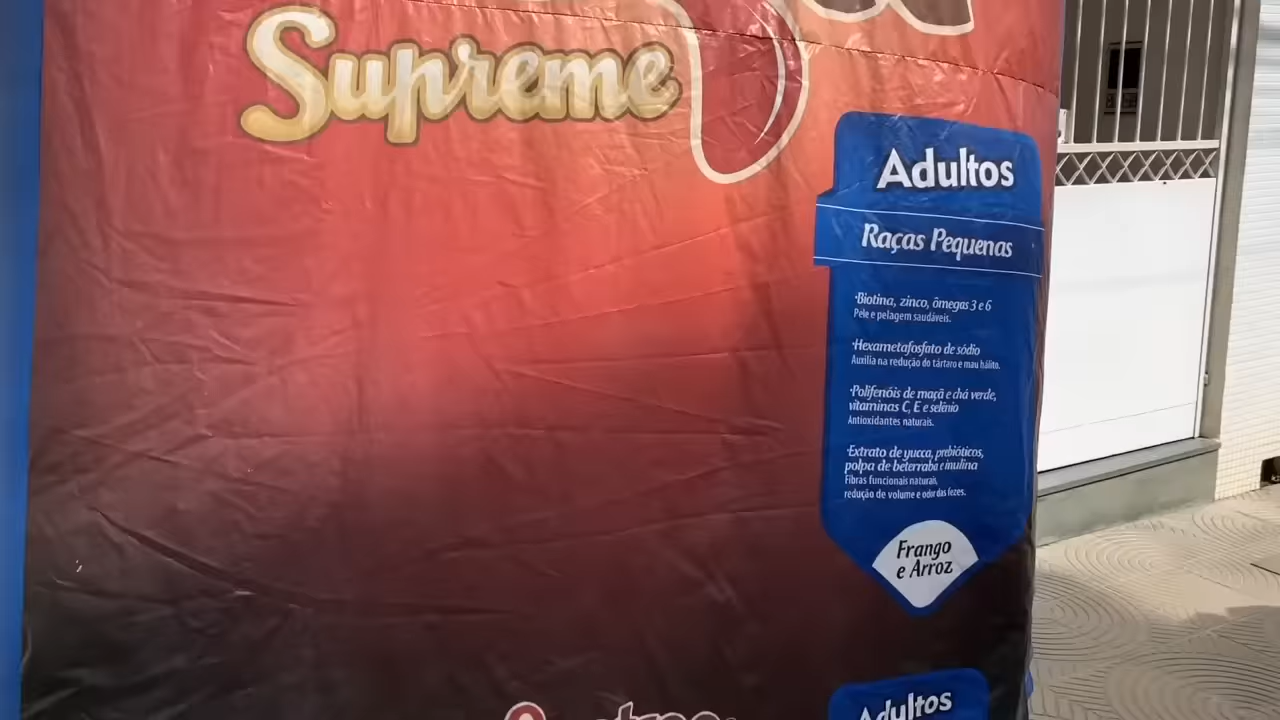 Supreme
Adultos
Raças Pequenas
•Biotina, zinco, ômegas 3 e 6
Pele e pelagem saudáveis.
•Hexametafosfato de sódio
Auxilia na redução do tártaro e mau hálito.
•Polifenóis de maçã e chá verde,
vitaminas C, E e selênio
Antioxidantes naturais.
•Extrato de yucca, prebióticos,
polpa de beterraba e inulina
Fibras funcionais naturais,
redução de volume e odor das fezes.
Frango
e Arroz
Adultos